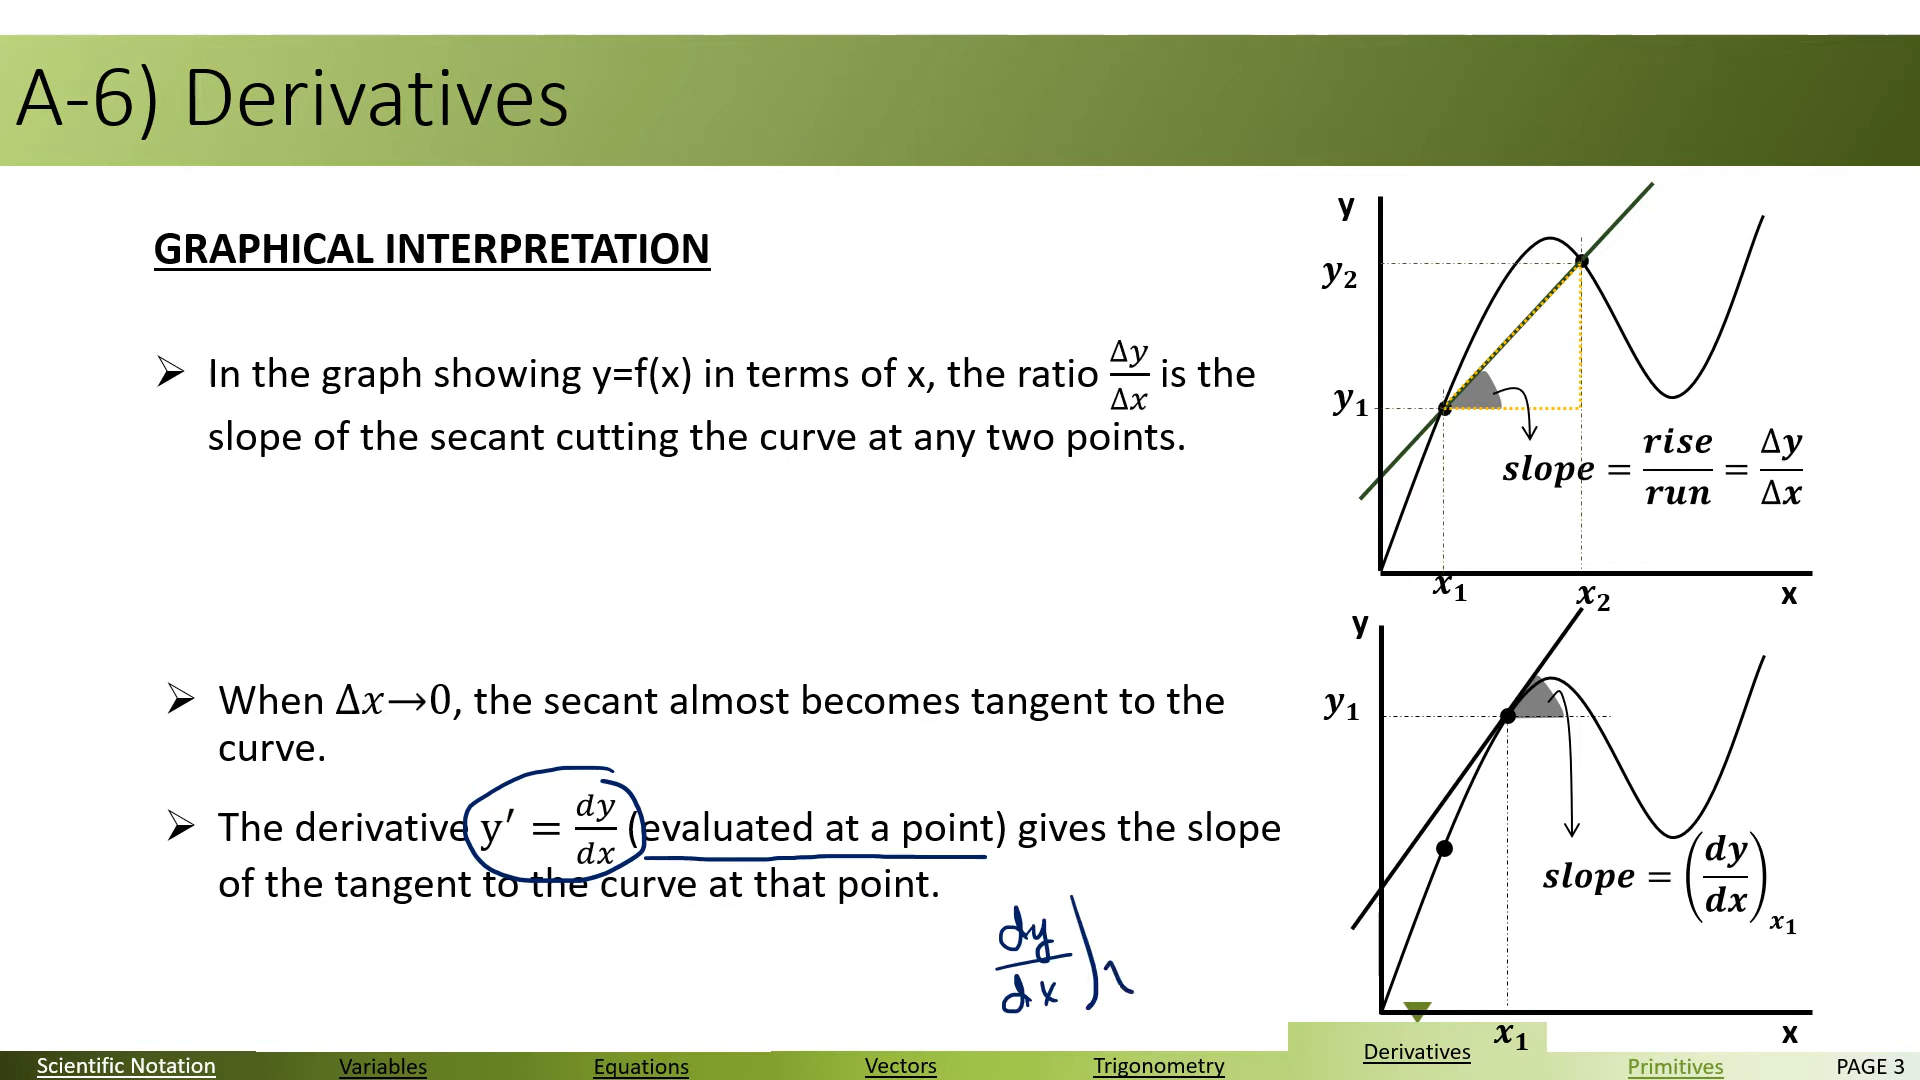 A-6) Derivatives
GRAPHICAL INTERPRETATION
➢ In the graph showing y=f(x) in terms of x, the ratio Δy/Δx is the
slope of the secant cutting the curve at any two points.
➢ When Δx→0, the secant almost becomes tangent to the
curve.
➢ The derivative y′ = dy/dx (evaluated at a point) gives the slope
of the tangent to the curve at that point.
dy/dx)
y
y₂
y₁
slope = rise/run = Δy/Δx
x₁
x₂
x
y
y₁
slope = (dy/dx)x₁
x₁
x
Scientific Notation
Variables
Equations
Vectors
Trigonometry
Derivatives
Primitives
PAGE 3